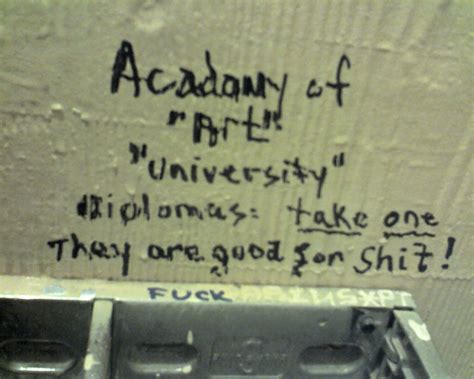 Acadamy of
"Art"
"University"
Diplomas: take one
They are good for shit!
FUCK